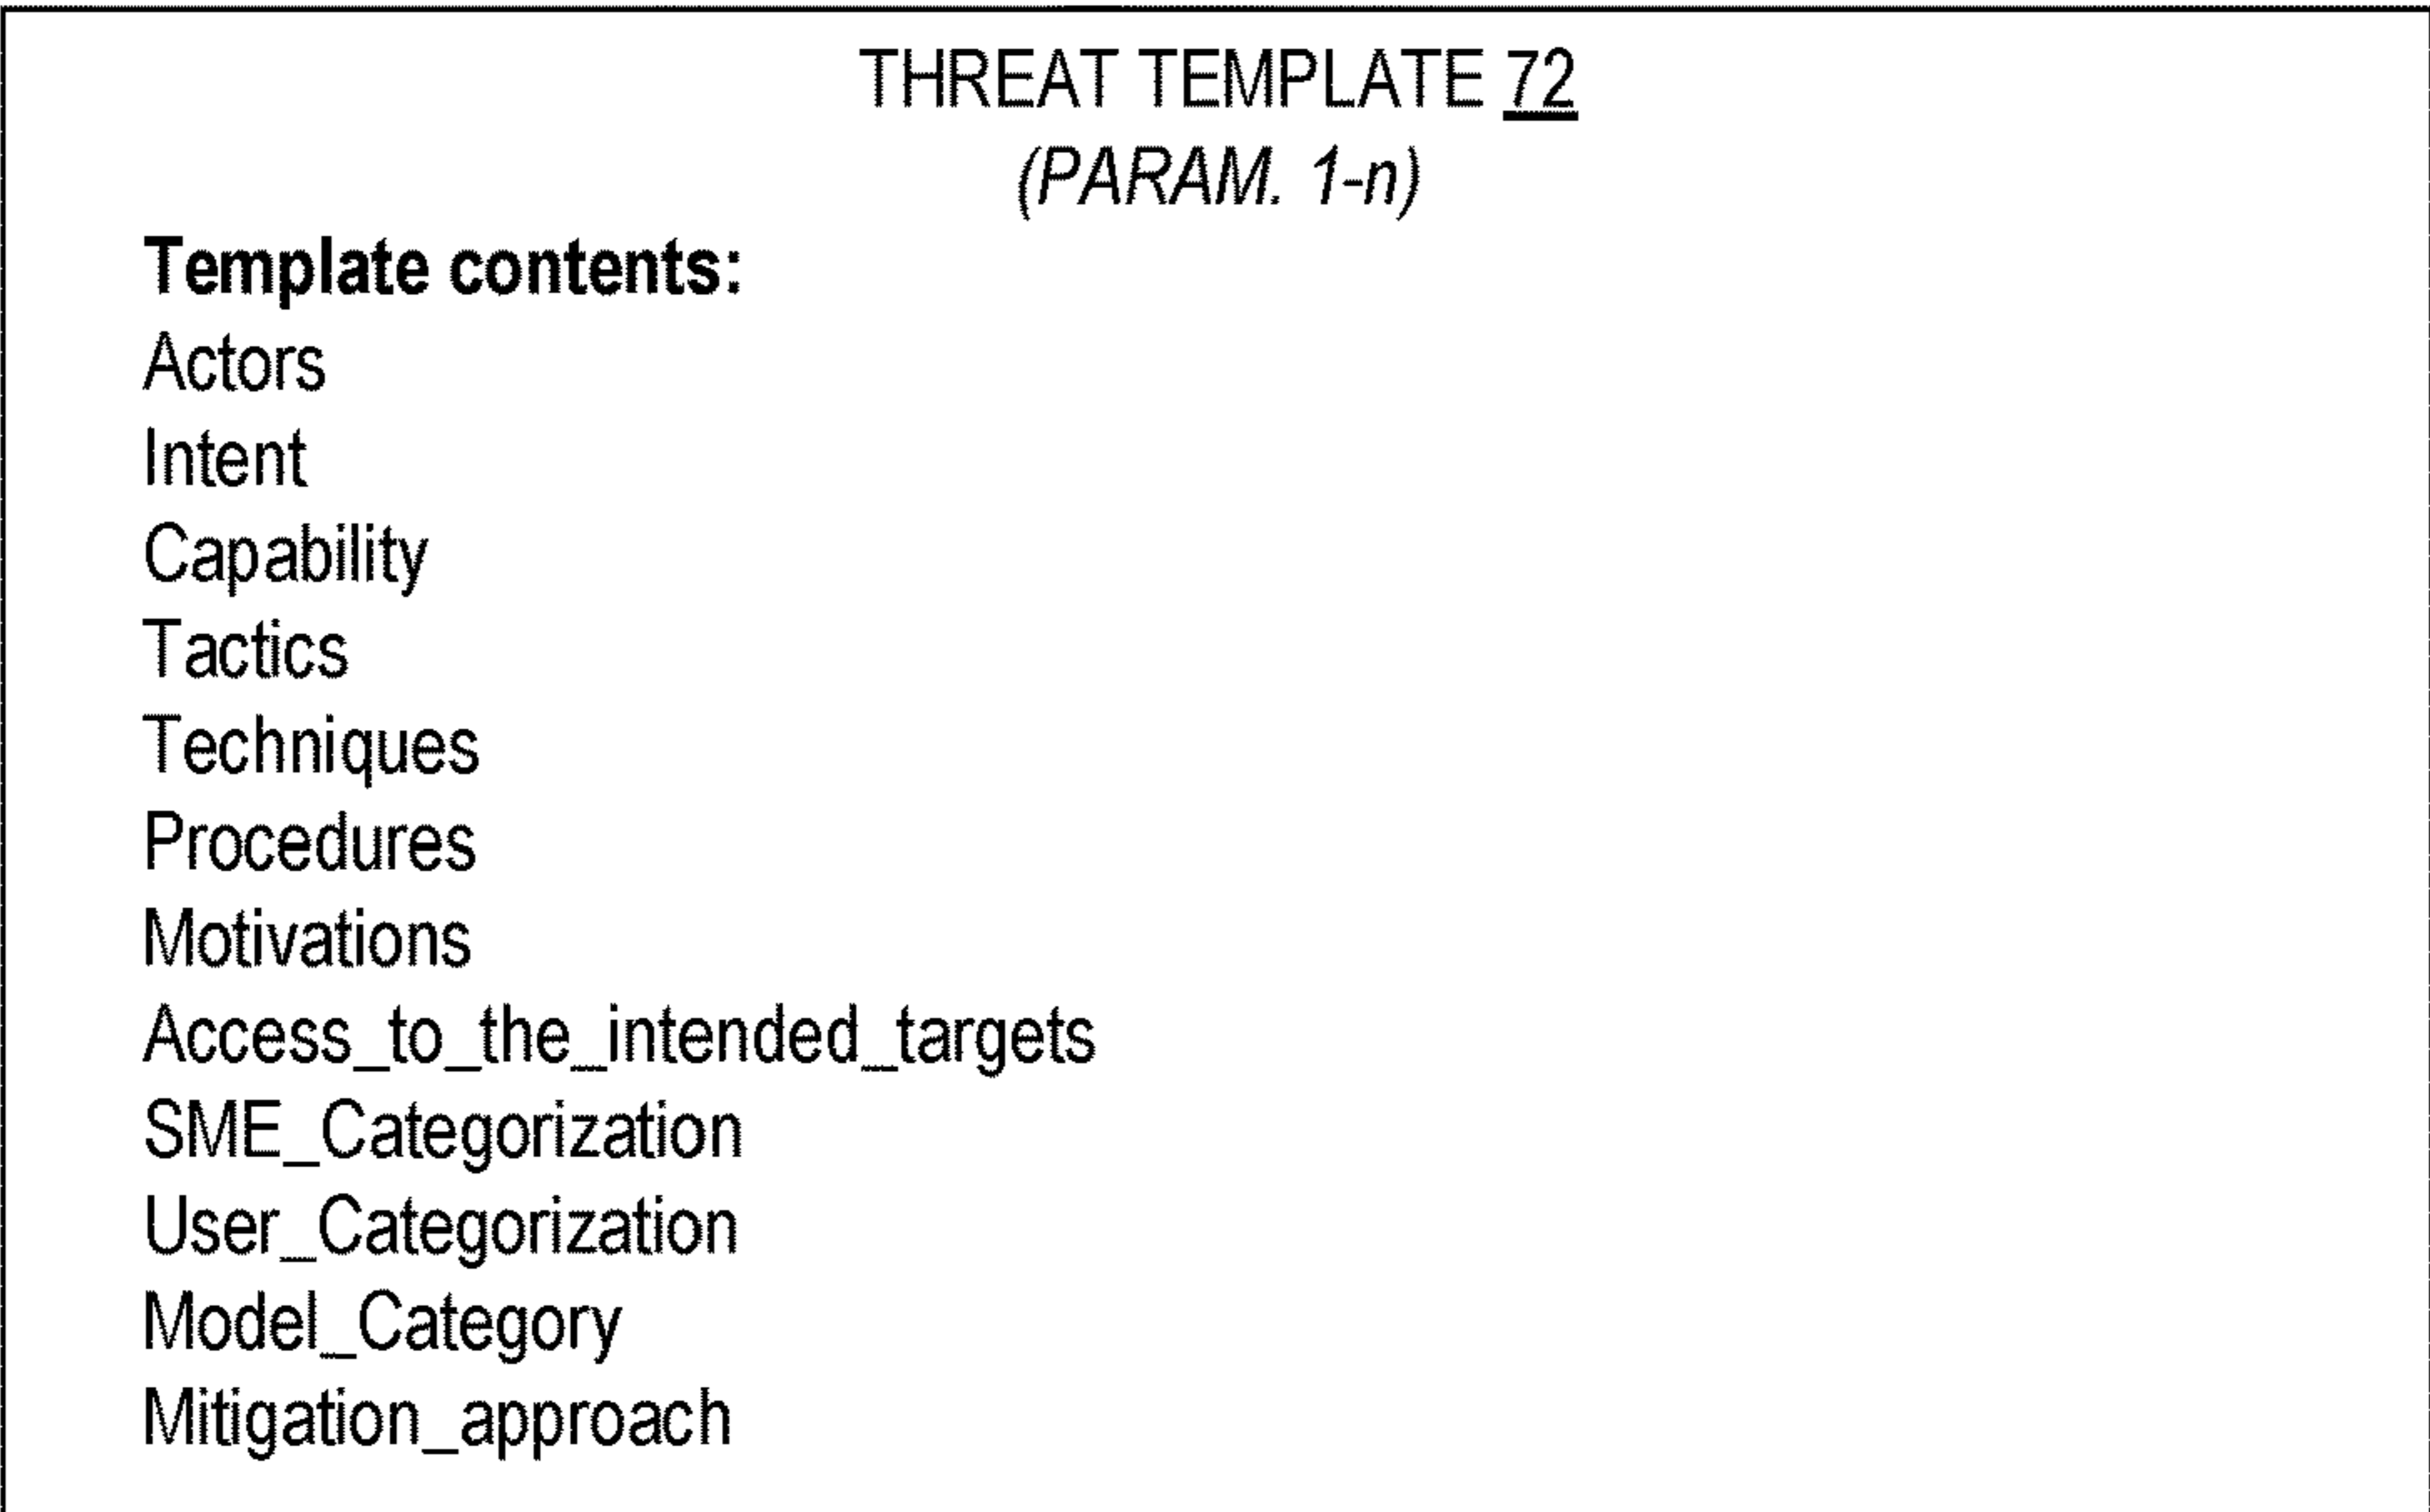 THREAT TEMPLATE 72
(PARAM. 1-n)
Template contents:
Actors
Intent
Capability
Tactics
Techniques
Procedures
Motivations
Access_to_the_intended_targets
SME_Categorization
User_Categorization
Model_Category
Mitigation_approach